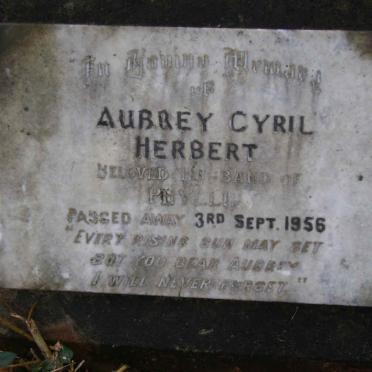 In Loving Memory
of
AUBREY CYRIL
HERBERT
BELOVED HUSBAND OF
PHYLLIS
PASSED AWAY 3RD SEPT. 1956
"EVERY RISING SUN MAY SET
BUT YOU DEAR AUBREY
I WILL NEVER FORGET."